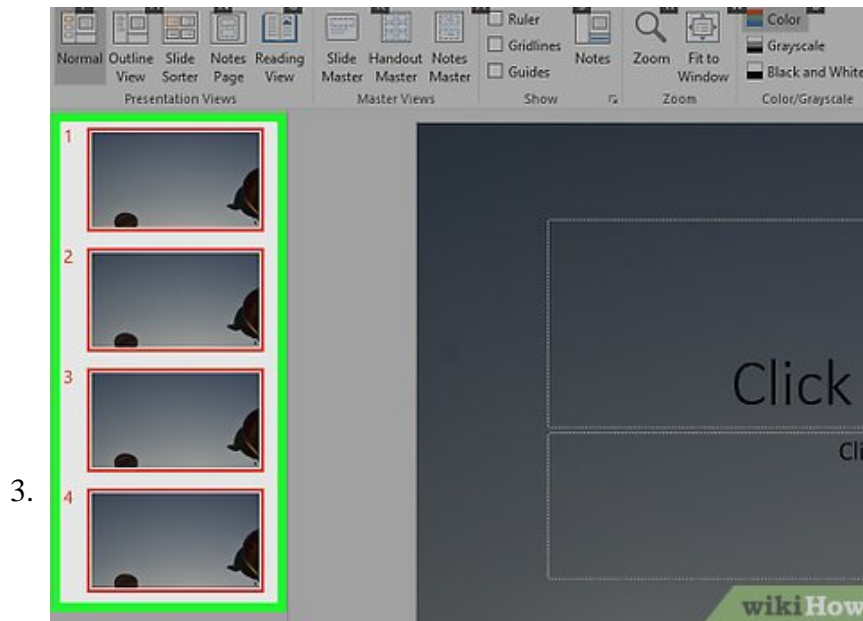 Normal Outline View Slide Sorter Notes Page Reading View
Presentation Views
Slide Master Handout Master Notes Master
Master Views
Ruler
Gridlines
Guides
Notes
Show
Zoom Fit to Window
Zoom
Color
Grayscale
Black and White
Color/Grayscale
1
2
3
4
3.
Click
Cli
wikiHow